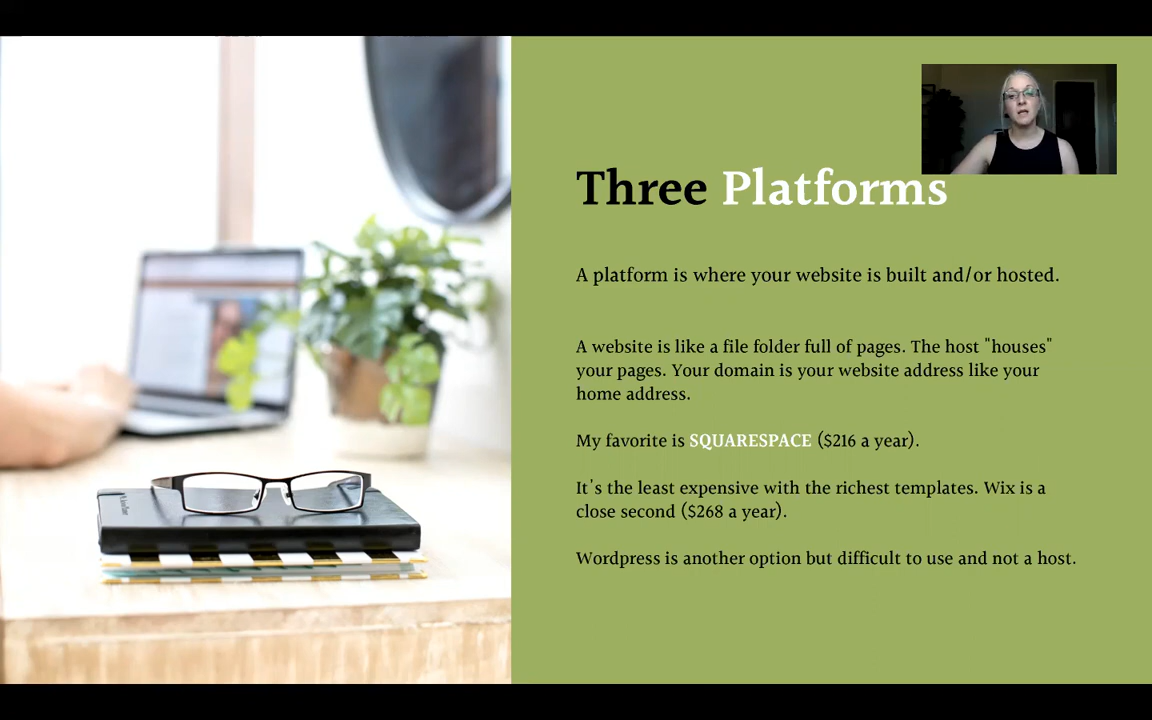 Three Platforms
A platform is where your website is built and/or hosted.
A website is like a file folder full of pages. The host "houses"
your pages. Your domain is your website address like your
home address.
My favorite is SQUARESPACE ($216 a year).
It's the least expensive with the richest templates. Wix is a
close second ($268 a year).
Wordpress is another option but difficult to use and not a host.